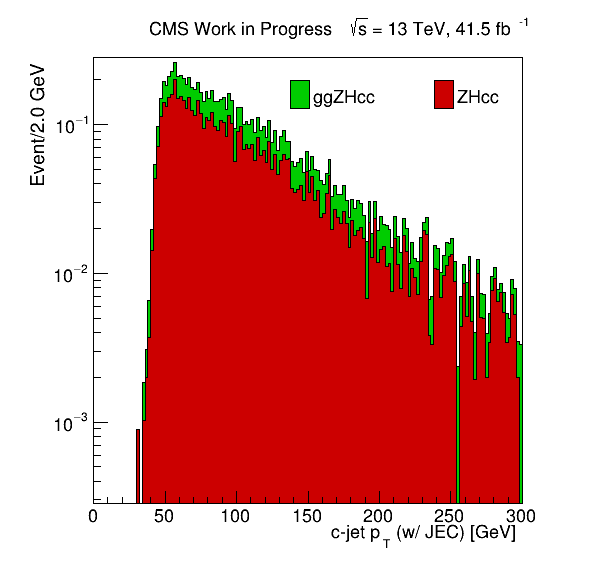 CMS Work in Progress √s = 13 TeV, 41.5 fb⁻¹
Event/2.0 GeV
ggZHcc ZHcc
10⁻¹
10⁻²
10⁻³
0 50 100 150 200 250 300
c-jet p_T (w/ JEC) [GeV]